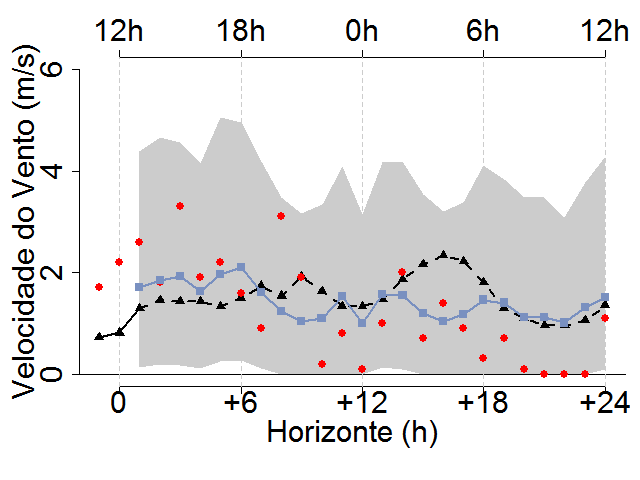 12h 18h 0h 6h 12h
Velocidade do Vento (m/s)
6
4
2
0
0 +6 +12 +18 +24
Horizonte (h)